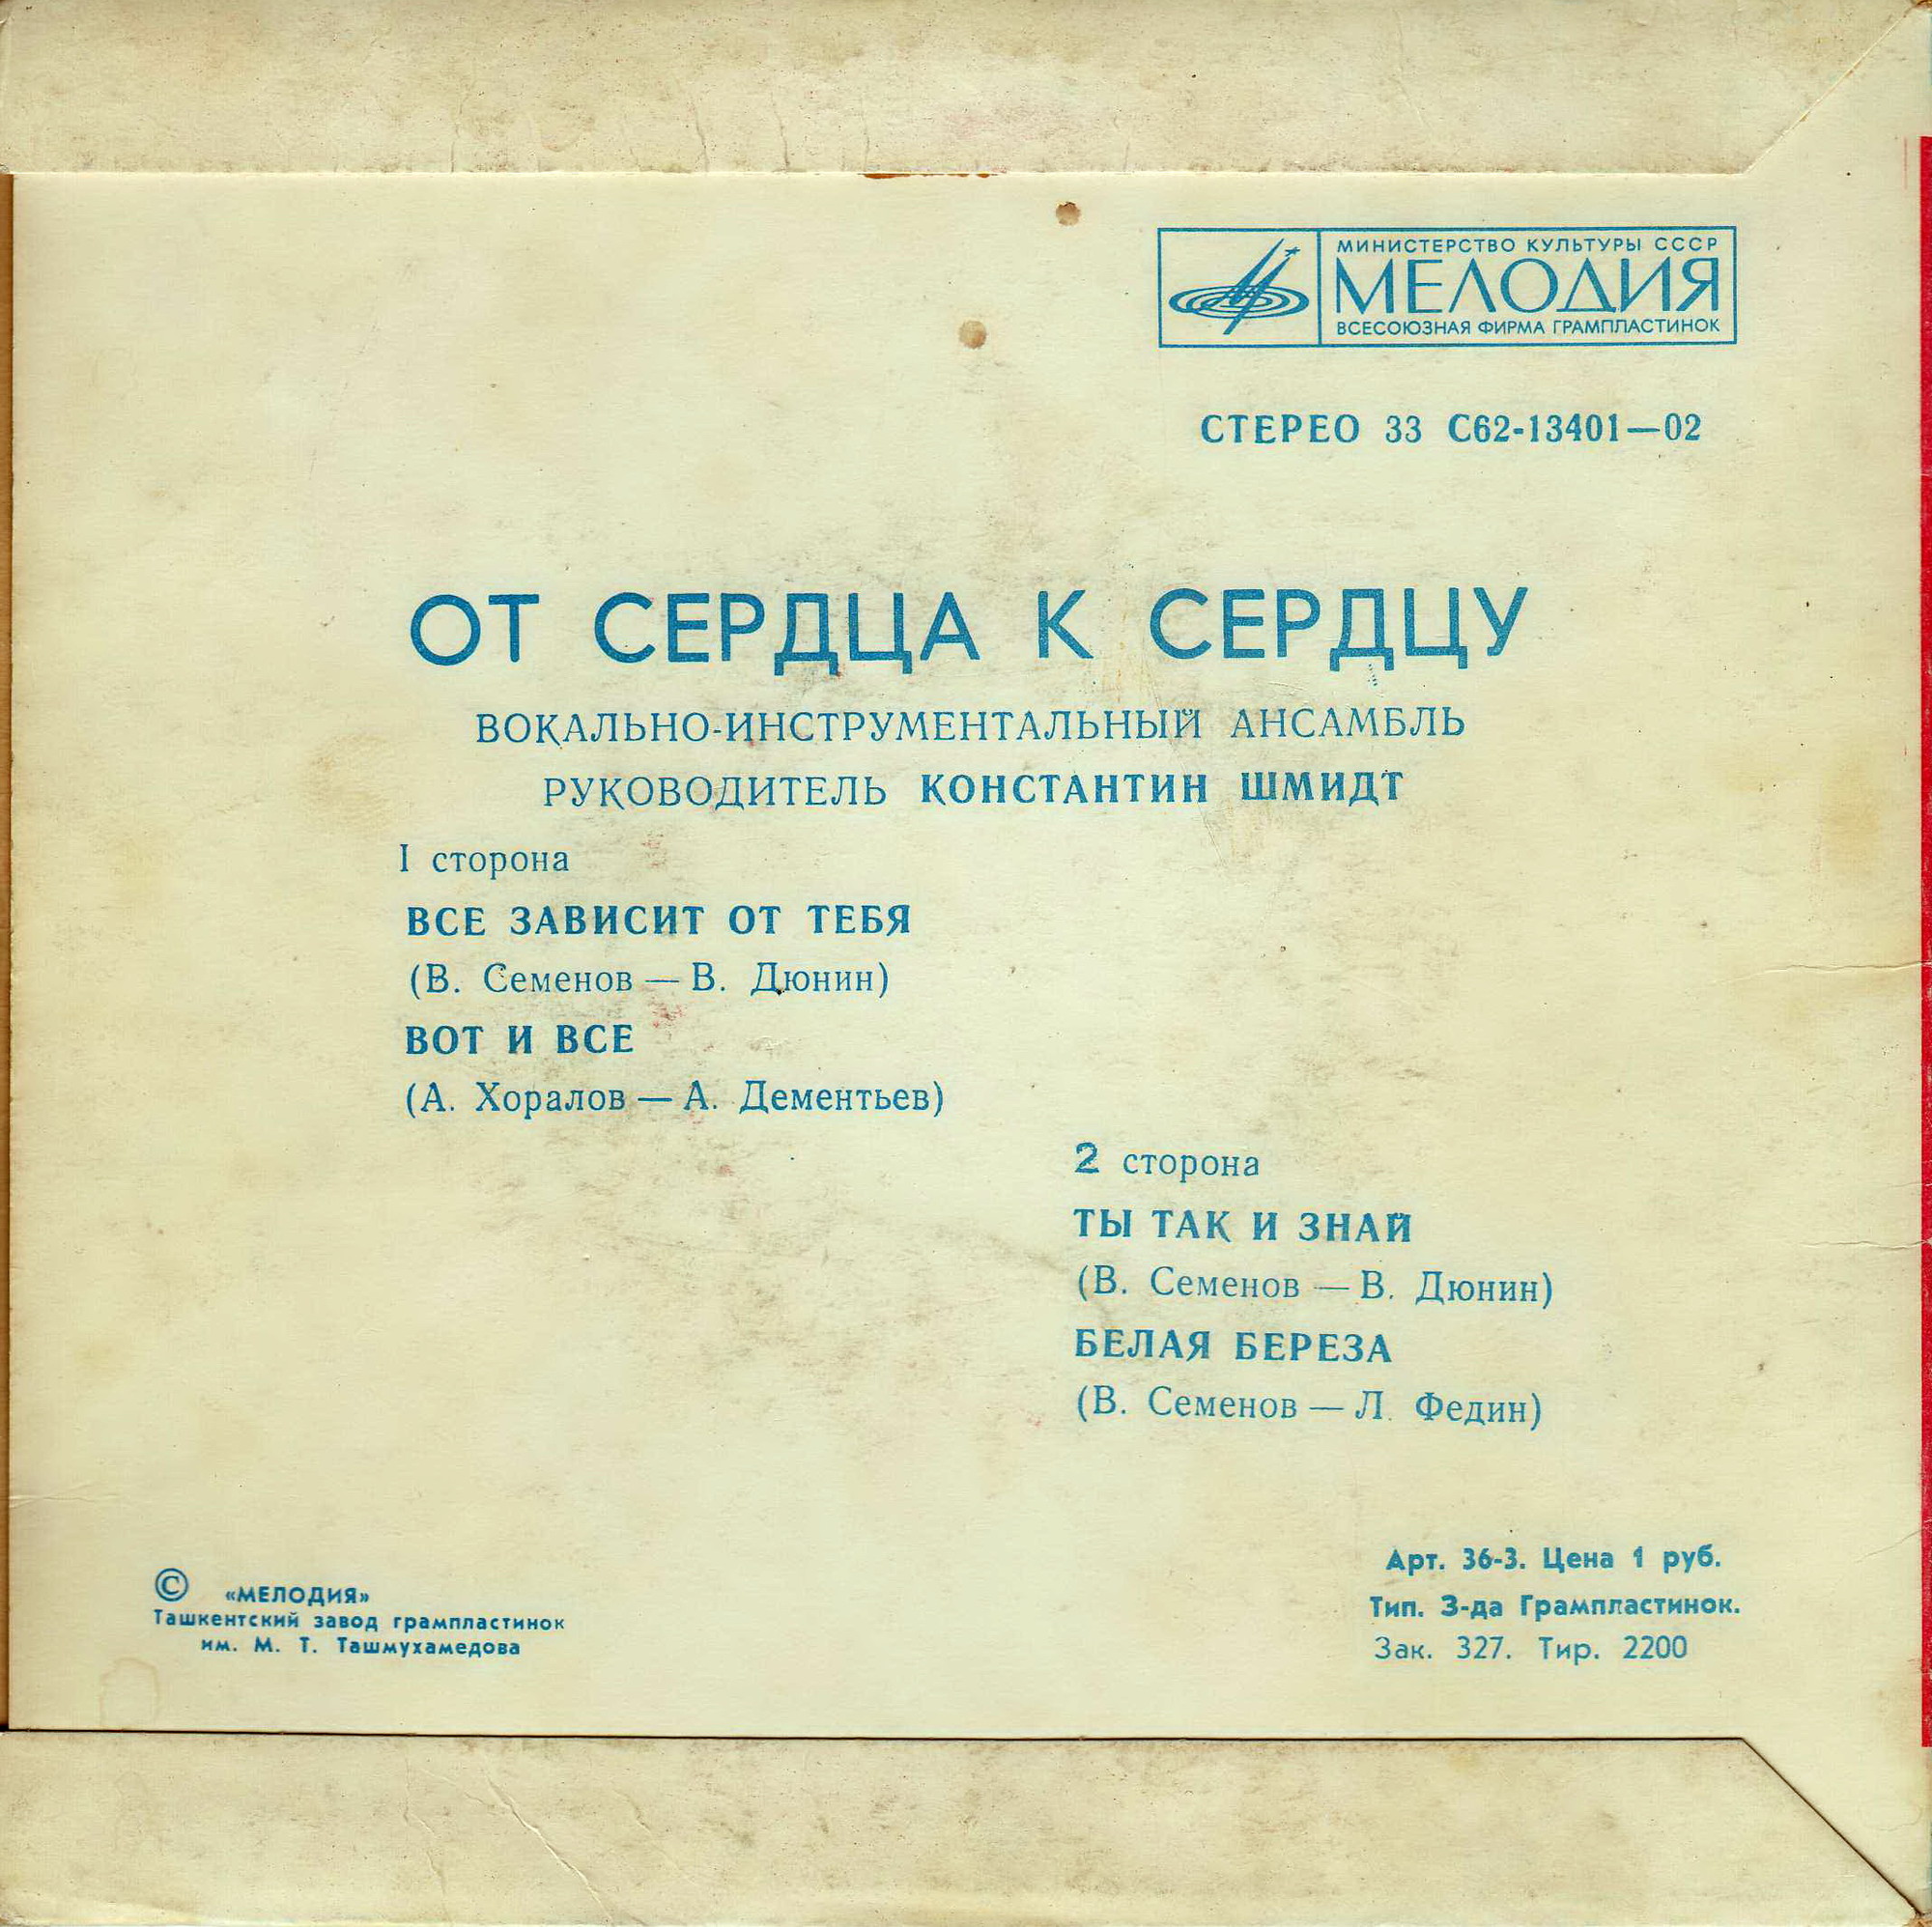 МИНИСТЕРСТВО КУЛЬТУРЫ СССР
МЕЛОДИЯ
ВСЕСОЮЗНАЯ ФИРМА ГРАМПЛАСТИНОК
СТЕРЕО 33 С62-13401—02
ОТ СЕРДЦА К СЕРДЦУ
ВОКАЛЬНО-ИНСТРУМЕНТАЛЬНЫЙ АНСАМБЛЬ
РУКОВОДИТЕЛЬ КОНСТАНТИН ШМИДТ
I сторона
ВСЕ ЗАВИСИТ ОТ ТЕБЯ
(В. Семенов — В. Дюнин)
ВОТ И ВСЕ
(А. Хоралов — А. Дементьев)
2 сторона
ТЫ ТАК И ЗНАЙ
(В. Семенов — В. Дюнин)
БЕЛАЯ БЕРЕЗА
(В. Семенов — Л. Федин)
© «МЕЛОДИЯ»
Ташкентский завод грампластинок
им. М. Т. Ташмухамедова
Арт. 36-3. Цена 1 руб.
Тип. З-да Грампластинок.
Зак. 327. Тир. 2200